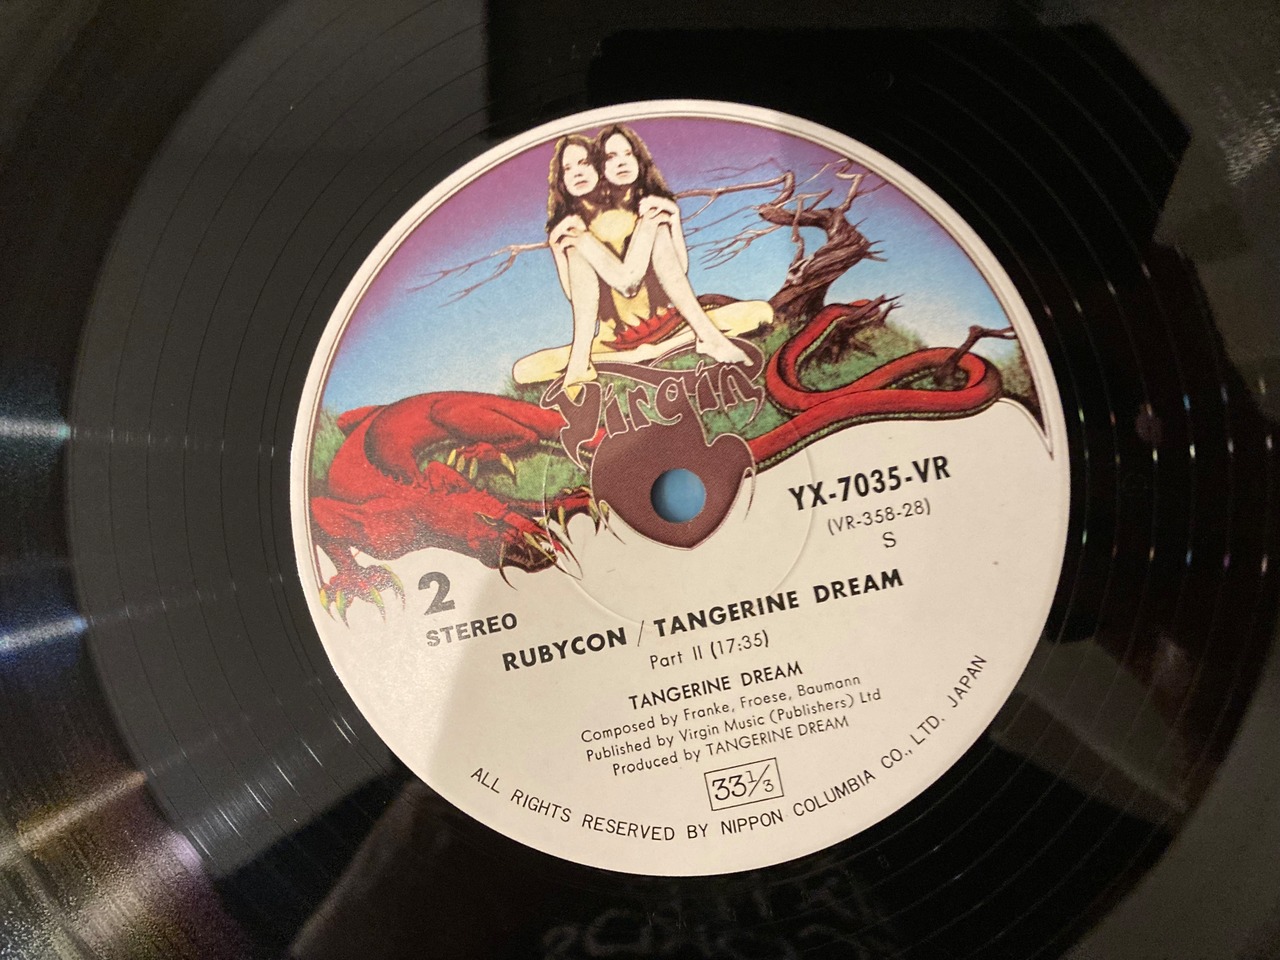 Virgin
YX-7035-VR
(VR-358-28)
S
2
STEREO
RUBYCON / TANGERINE DREAM
Part II (17:35)
TANGERINE DREAM
Composed by Franke, Froese, Baumann
Published by Virgin Music (Publishers) Ltd
Produced by TANGERINE DREAM
33 1/3
ALL RIGHTS RESERVED BY NIPPON COLUMBIA CO., LTD. JAPAN